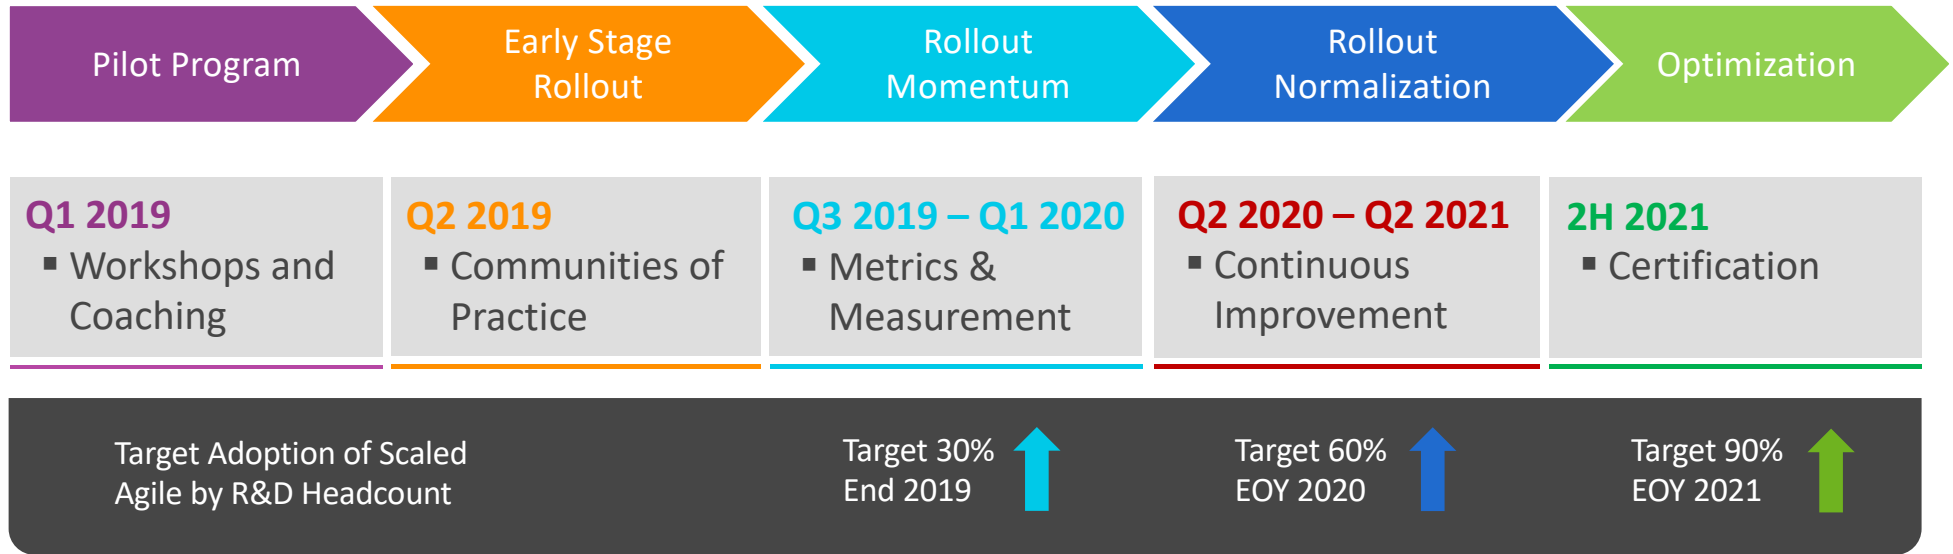 Pilot Program
Early Stage
Rollout
Rollout
Momentum
Rollout
Normalization
Optimization
Q1 2019
▪ Workshops and
Coaching
Q2 2019
▪ Communities of
Practice
Q3 2019 – Q1 2020
▪ Metrics &
Measurement
Q2 2020 – Q2 2021
▪ Continuous
Improvement
2H 2021
▪ Certification
Target Adoption of Scaled
Agile by R&D Headcount
Target 30%
End 2019
Target 60%
EOY 2020
Target 90%
EOY 2021